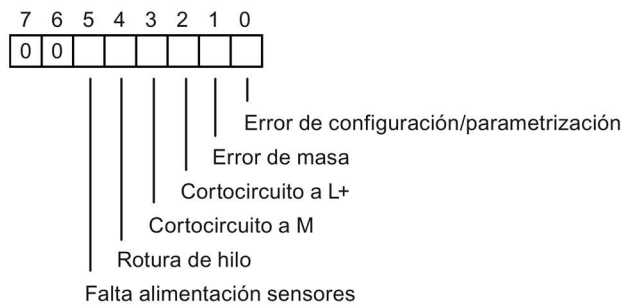 7 6 5 4 3 2 1 0
0 0
Error de configuración/parametrización
Error de masa
Cortocircuito a L+
Cortocircuito a M
Rotura de hilo
Falta alimentación sensores